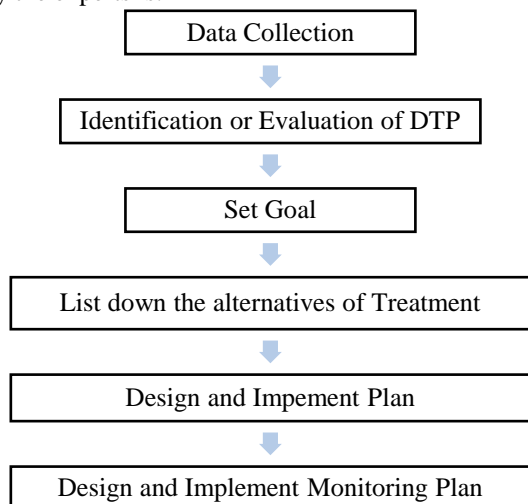 Data Collection
Identification or Evaluation of DTP
Set Goal
List down the alternatives of Treatment
Design and Impement Plan
Design and Implement Monitoring Plan